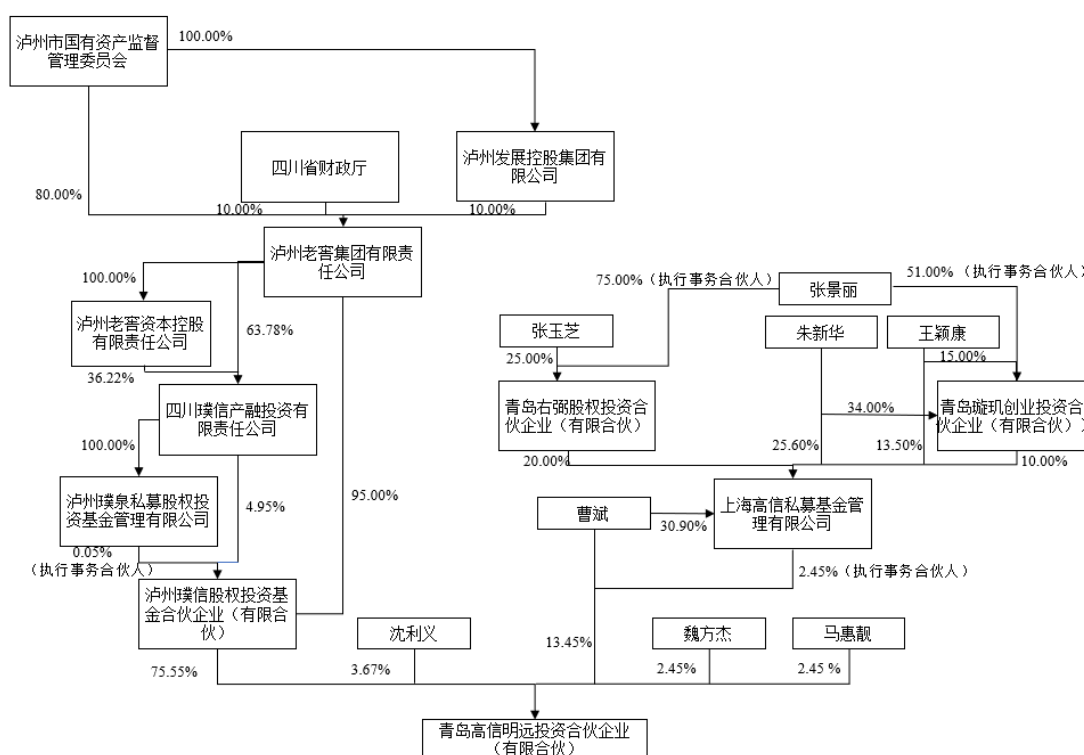 泸州市国有资产监督
管理委员会
100.00%
四川省财政厅
泸州发展控股集团有
限公司
80.00%
10.00%
10.00%
泸州老窖集团有限责
任公司
100.00%
75.00%（执行事务合伙人）
51.00% （执行事务合伙人）
张景丽
泸州老窖资本控股
有限责任公司
63.78%
张玉芝
朱新华
王颖康
25.00%
15.00%
36.22%
四川璞信产融投资有
限责任公司
青岛右强股权投资合
伙企业（有限合伙）
34.00%
青岛璇玑创业投资合
伙企业（有限合伙））
100.00%
25.60%
13.50%
20.00%
10.00%
泸州璞泉私募股权投
资基金管理有限公司
4.95%
95.00%
曹斌
30.90%
上海高信私募基金管
理有限公司
0.05%
（执行事务合伙人）
2.45%（执行事务合伙人）
泸州璞信股权投资基
金合伙企业（有限合
伙）
沈利义
13.45%
魏方杰
马惠靓
75.55%
3.67%
2.45%
2.45 %
青岛高信明远投资合伙企业
（有限合伙）